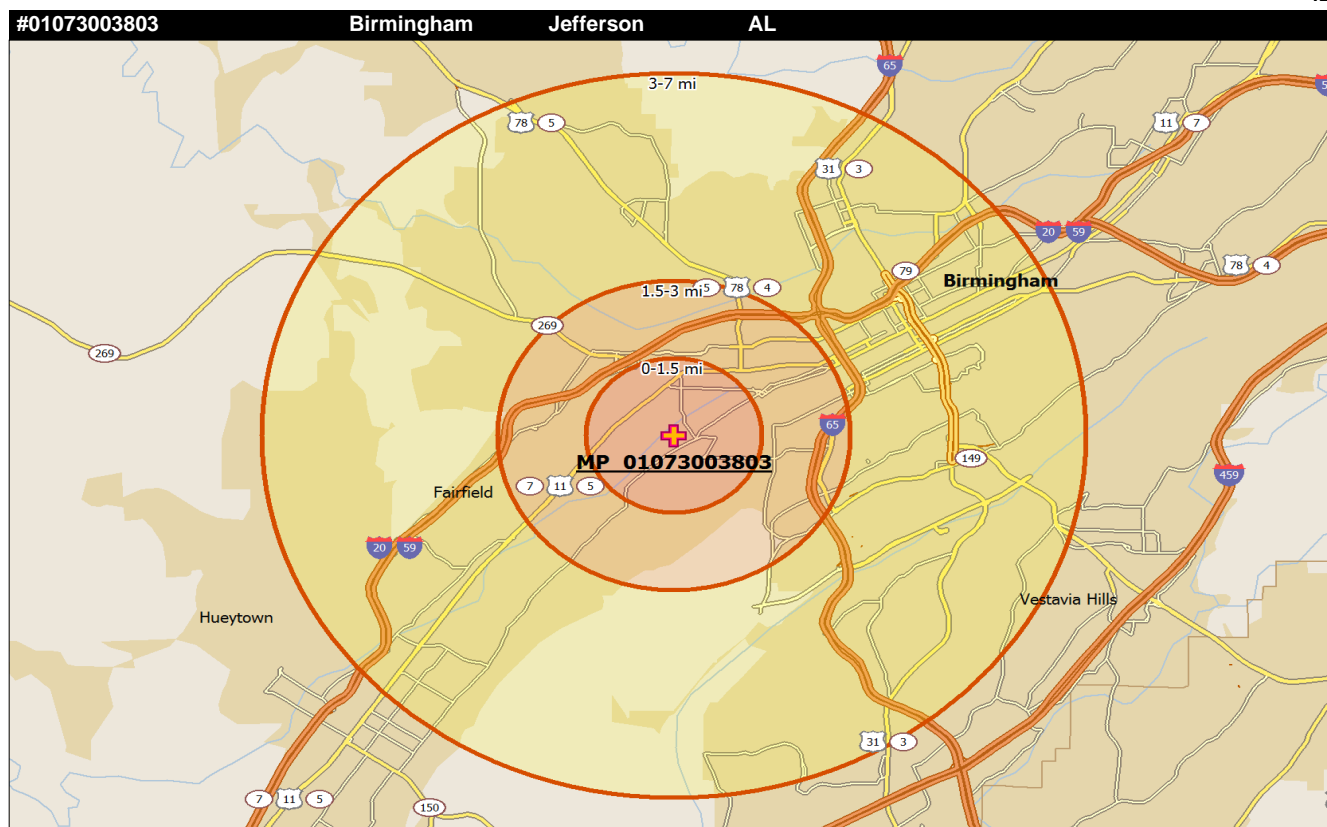 #01073003803 Birmingham Jefferson AL
65
3-7 mi
78 5
11 7
31 3
20 59
79
78 4
Birmingham
5 78 4
1.5-3 mi
269
269
0-1.5 mi
65
MP 01073003803
149
459
Fairfield
7 11 5
20 59
Vestavia Hills
Hueytown
31 3
7 11 5
150